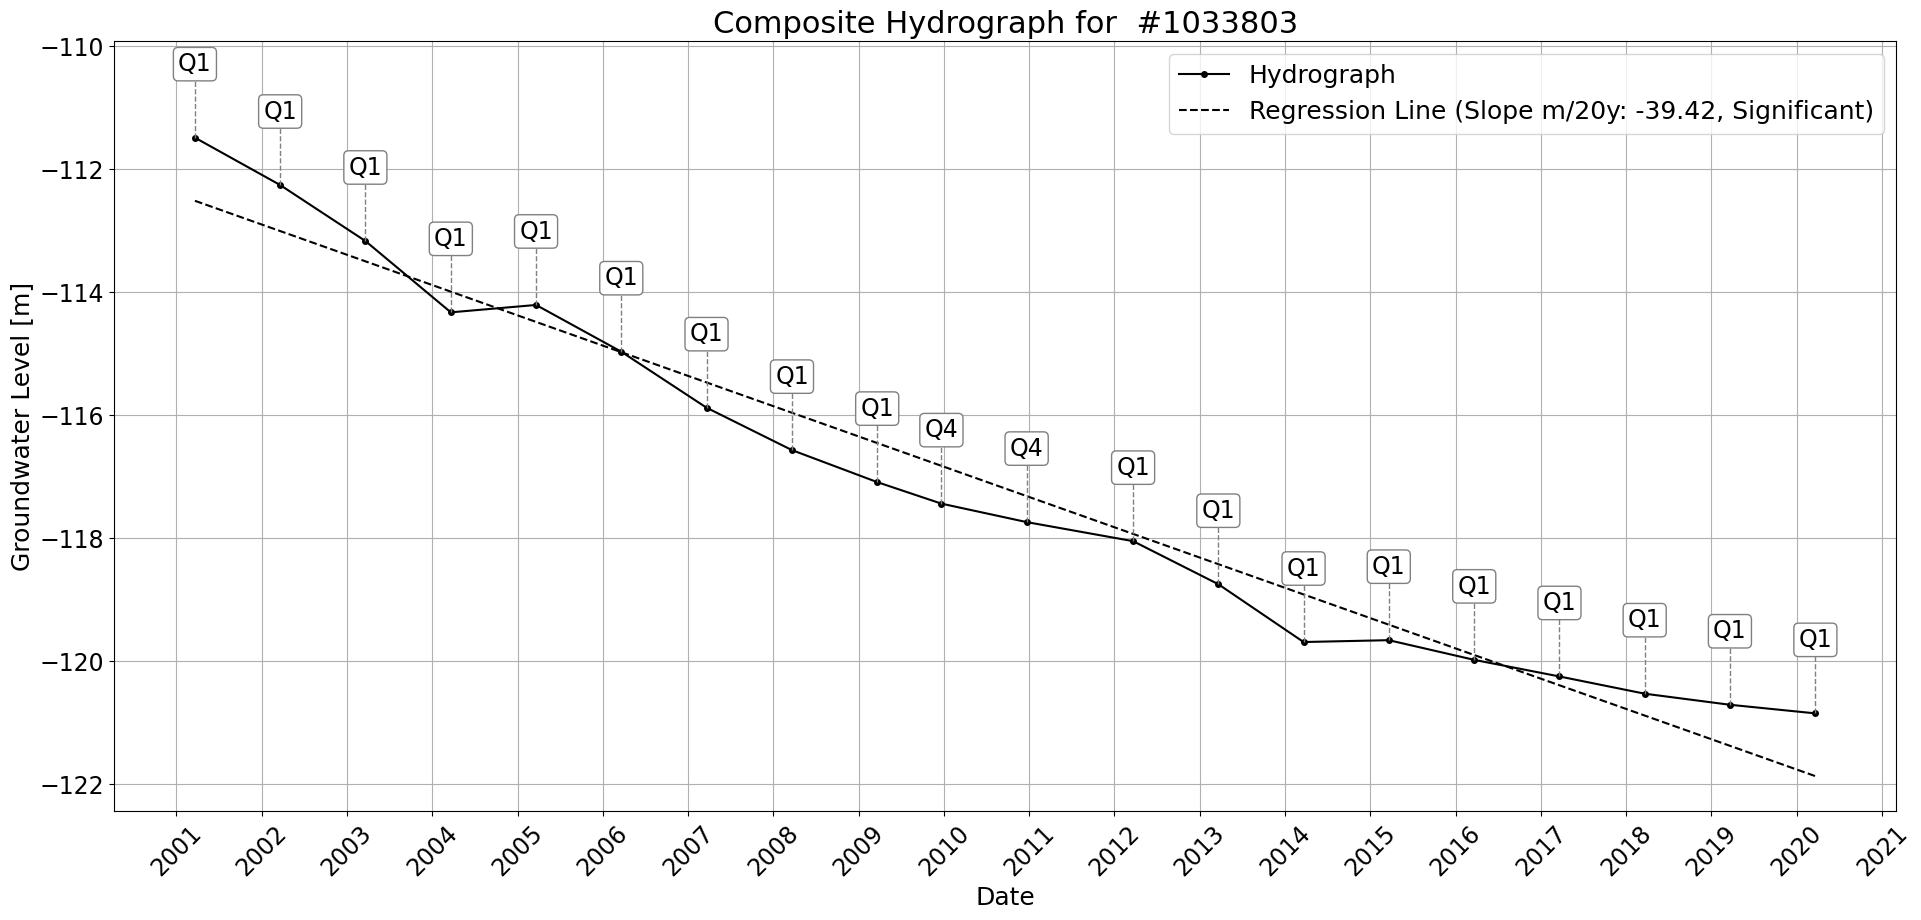 Composite Hydrograph for  #1033803
Hydrograph
Regression Line (Slope m/20y: -39.42, Significant)
Groundwater Level [m]
−110
−112
−114
−116
−118
−120
−122
Q1
Q1
Q1
Q1
Q1
Q1
Q1
Q1
Q1
Q4
Q4
Q1
Q1
Q1
Q1
Q1
Q1
Q1
Q1
Q1
2001
2002
2003
2004
2005
2006
2007
2008
2009
2010
2011
2012
2013
2014
2015
2016
2017
2018
2019
2020
2021
Date